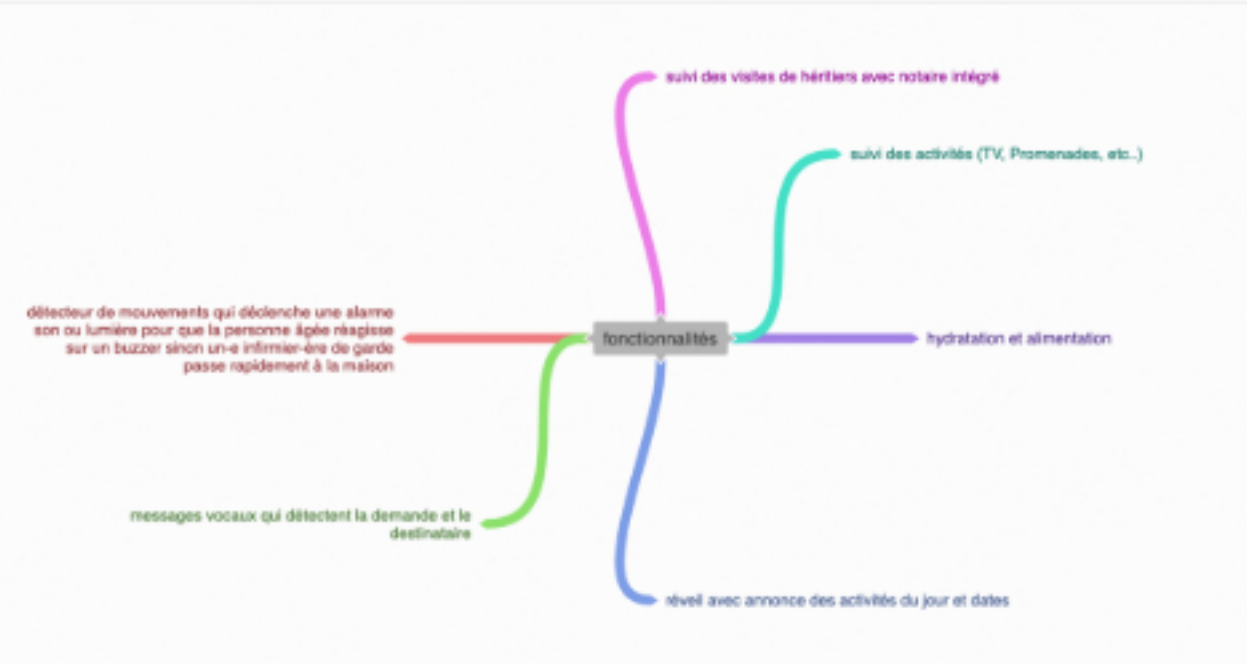 suivi des visites de héritiers avec notaire intégré
suivi des activités (TV, Promenades, etc..)
détecteur de mouvements qui déclenche une alarme
son ou lumière pour que la personne âgée réagisse
sur un buzzer sinon un-e infirmier-ère de garde
passe rapidement à la maison
fonctionnalités
hydratation et alimentation
messages vocaux qui détectent la demande et le
destinataire
réveil avec annonce des activités du jour et dates